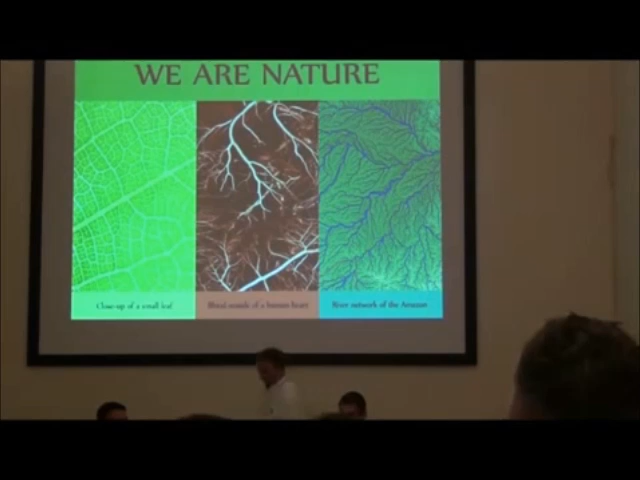 WE ARE NATURE
Close-up of a small leaf
Blood vessels of a human heart
River network of the Amazon